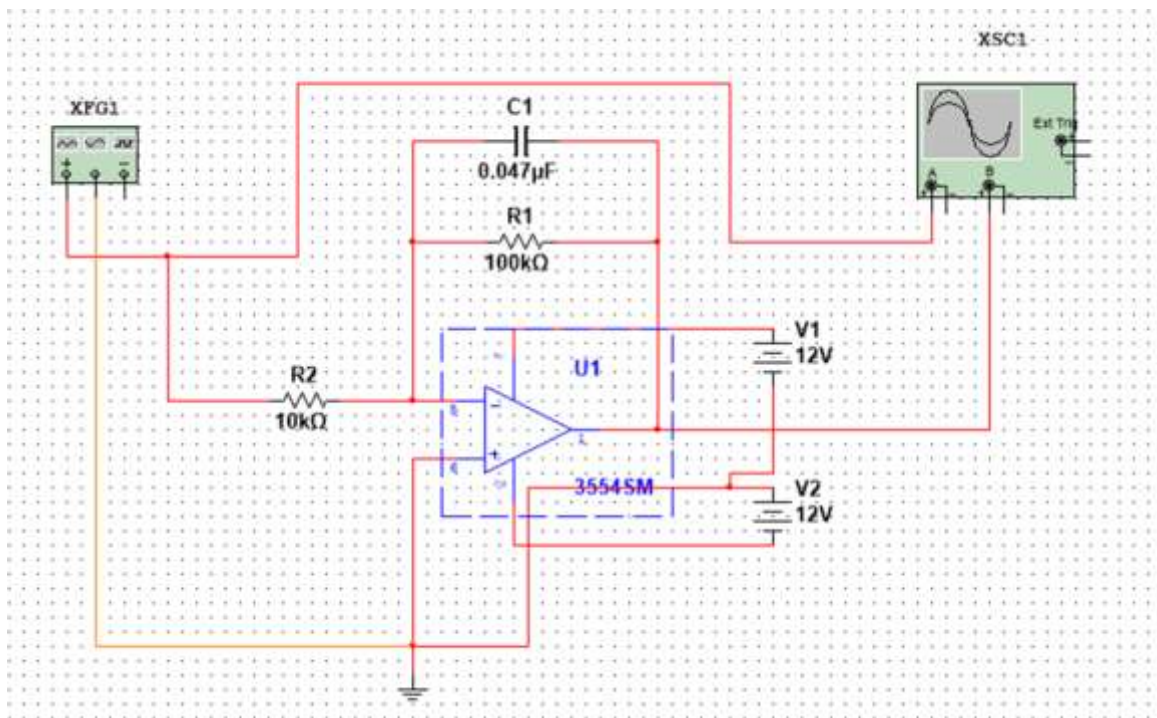 XSC1
XFG1
C1
Ext Trig
A
B
0.047µF
R1
100kΩ
V1
12V
U1
R2
10kΩ
3554SM
V2
12V